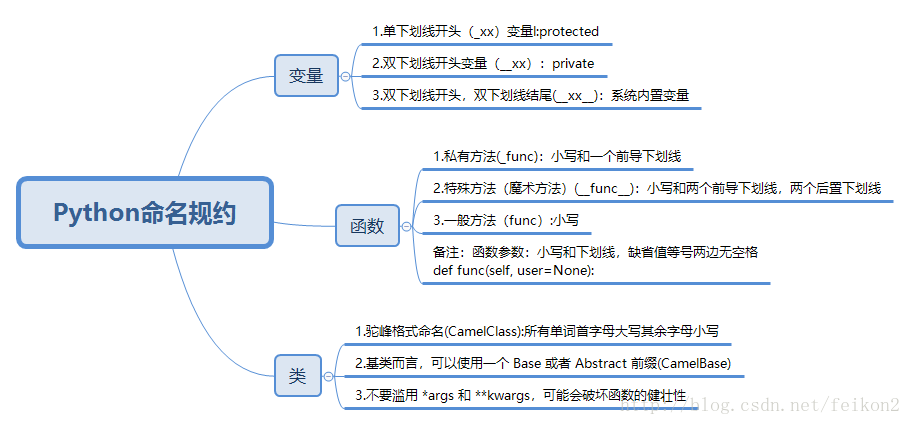 Python命名规约
变量
1.单下划线开头（_xx）变量l:protected
2.双下划线开头变量（__xx）：private
3.双下划线开头，双下划线结尾(__xx__)：系统内置变量
函数
1.私有方法(_func)：小写和一个前导下划线
2.特殊方法（魔术方法）(__func__)：小写和两个前导下划线，两个后置下划线
3.一般方法（func）:小写
备注：函数参数：小写和下划线，缺省值等号两边无空格
def func(self, user=None):
类
1.驼峰格式命名(CamelClass):所有单词首字母大写其余字母小写
2.基类而言，可以使用一个 Base 或者 Abstract 前缀(CamelBase)
3.不要滥用 *args 和 **kwargs，可能会破坏函数的健壮性
http://blog.csdn.net/feikon2